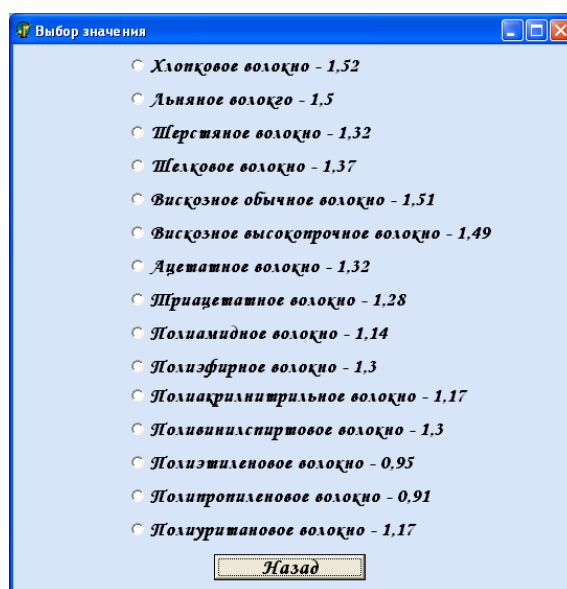 Выбор значения
Хлопковое волокно - 1,52
Льняное волокго - 1,5
Шерстяное волокно - 1,32
Шелковое волокно - 1,37
Вискозное обычное волокно - 1,51
Вискозное высокопрочное волокно - 1,49
Ацетатное волокно - 1,32
Триацетатное волокно - 1,28
Полиамидное волокно - 1,14
Полиэфирное волокно - 1,3
Полиакрилнитрильное волокно - 1,17
Поливинилспиртовое волокно - 1,3
Полиэтиленовое волокно - 0,95
Полипропиленовое волокно - 0,91
Полиуритановое волокно - 1,17
Назад